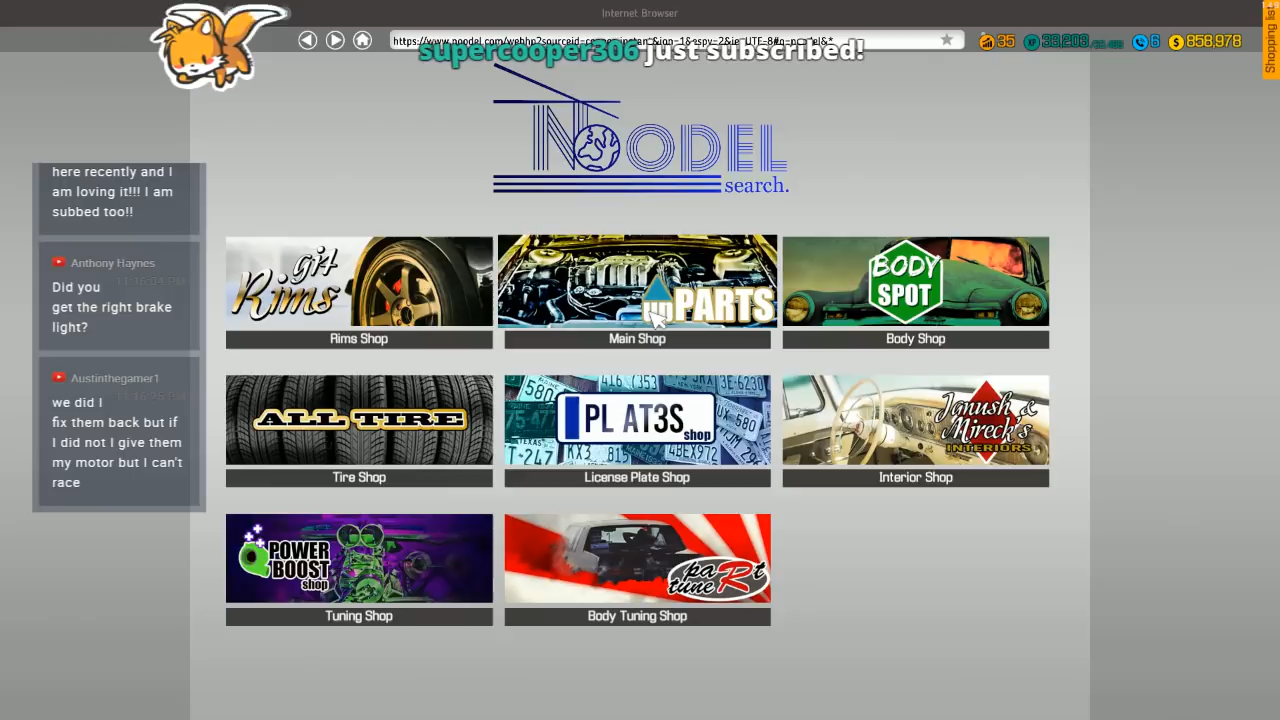 Internet Browser
supercooper306 just subscribed!
35
6
858,978
Shopping list
NOODEL
search.
here recently and I
am loving it!!! I am
subbed too!!
Anthony Haynes
Did you
get the right brake
light?
Austinthegamer1
we did I
fix them back but if
I did not I give them
my motor but I can't
race
git
Rims
Rims Shop
upPARTS
Main Shop
BODY
SPOT
Body Shop
ALL TIRE
Tire Shop
PL AT3S
shop
License Plate Shop
Janush &
Mireck's
INTERIORS
Interior Shop
POWER
BOOST
shop
Tuning Shop
paRt
tune
Body Tuning Shop